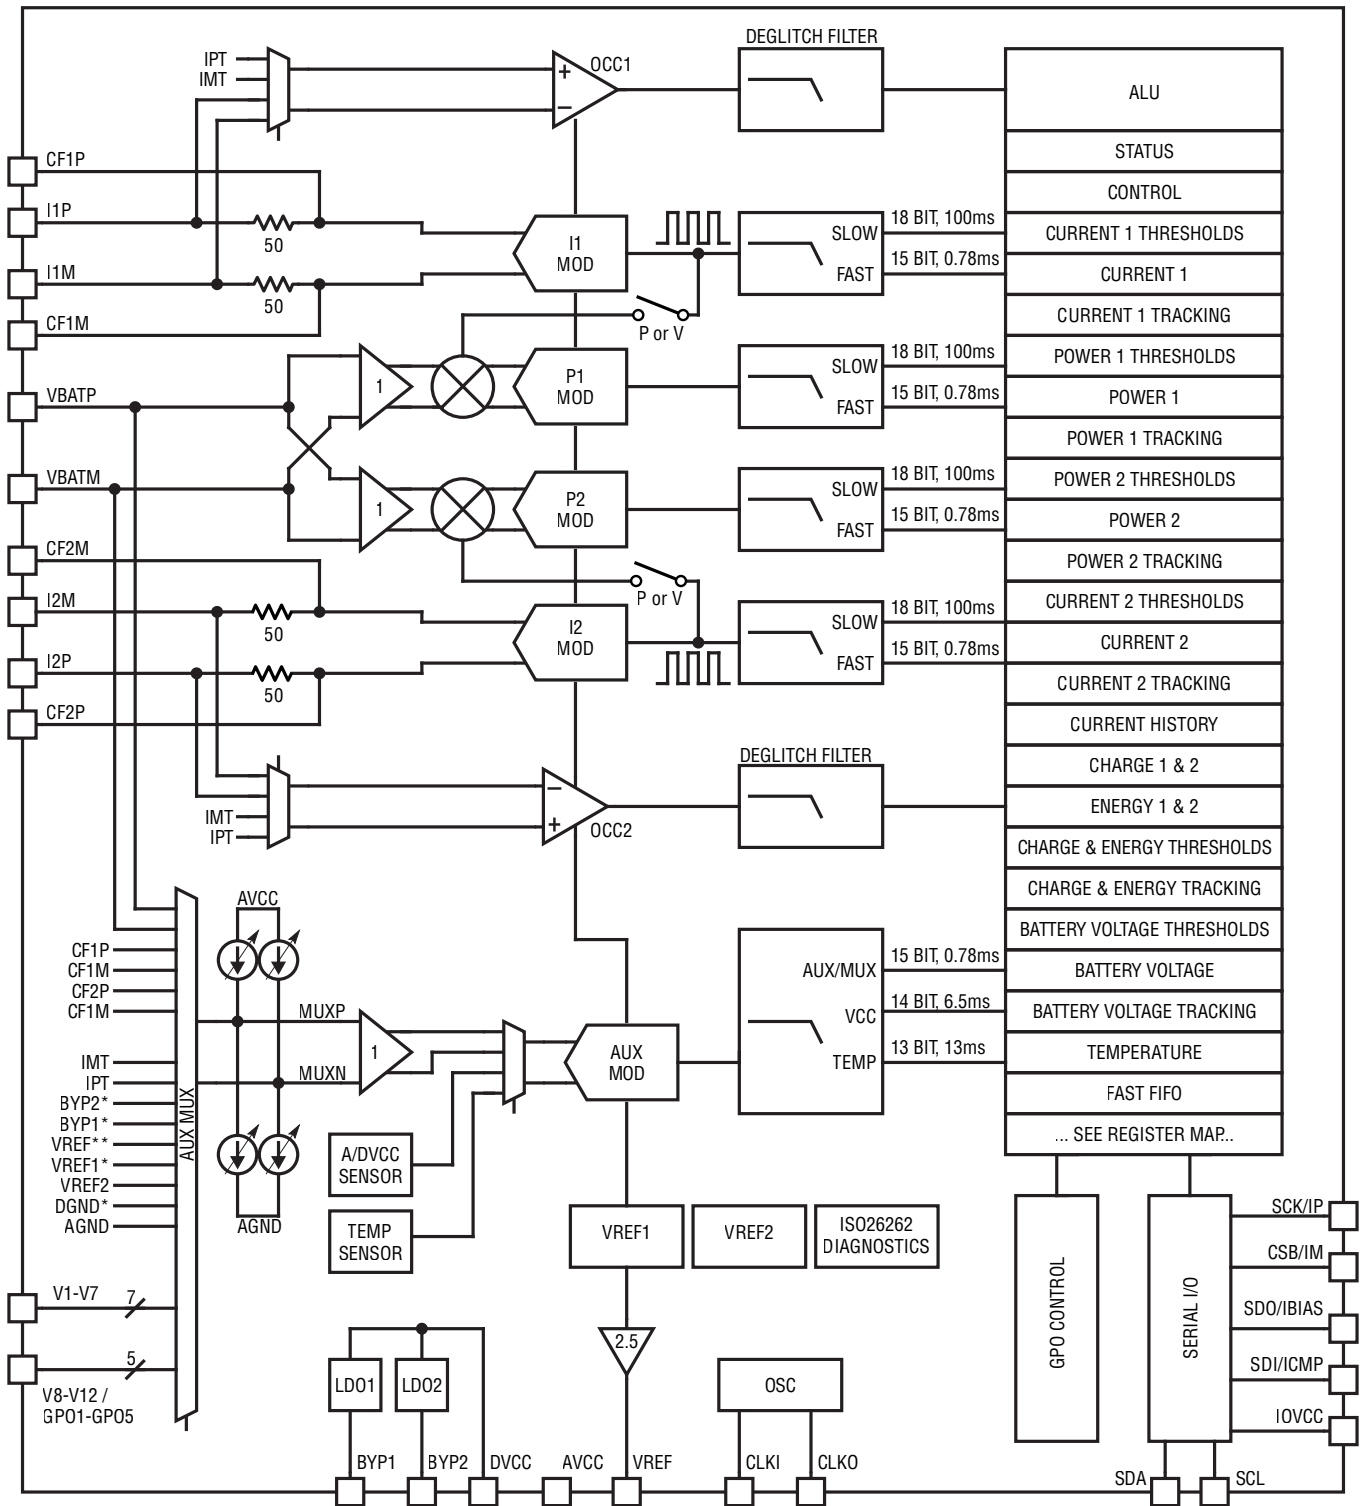 DEGLITCH FILTER
IPT
IMT
+
−
OCC1
ALU
STATUS
CONTROL
CURRENT 1 THRESHOLDS
CURRENT 1
CURRENT 1 TRACKING
POWER 1 THRESHOLDS
POWER 1
POWER 1 TRACKING
POWER 2 THRESHOLDS
POWER 2
POWER 2 TRACKING
CURRENT 2 THRESHOLDS
CURRENT 2
CURRENT 2 TRACKING
CURRENT HISTORY
CHARGE 1 & 2
ENERGY 1 & 2
CHARGE & ENERGY THRESHOLDS
CHARGE & ENERGY TRACKING
BATTERY VOLTAGE THRESHOLDS
BATTERY VOLTAGE
BATTERY VOLTAGE TRACKING
TEMPERATURE
FAST FIFO
... SEE REGISTER MAP...
CF1P
I1P
50
I1M
50
CF1M
I1
MOD
SLOW
FAST
18 BIT, 100ms
15 BIT, 0.78ms
P or V
VBATP
1
P1
MOD
SLOW
FAST
18 BIT, 100ms
15 BIT, 0.78ms
VBATM
1
P2
MOD
SLOW
FAST
18 BIT, 100ms
15 BIT, 0.78ms
P or V
CF2M
I2M
50
I2P
50
CF2P
I2
MOD
SLOW
FAST
18 BIT, 100ms
15 BIT, 0.78ms
DEGLITCH FILTER
IMT
IPT
−
+
OCC2
AVCC
CF1P
CF1M
CF2P
CF1M
IMT
IPT
BYP2*
BYP1*
VREF**
VREF1*
VREF2
DGND*
AGND
AUX MUX
MUXP
MUXN
1
AGND
A/DVCC
SENSOR
TEMP
SENSOR
AUX
MOD
AUX/MUX
VCC
TEMP
15 BIT, 0.78ms
14 BIT, 6.5ms
13 BIT, 13ms
VREF1
VREF2
ISO26262
DIAGNOSTICS
V1-V7
7
5
V8-V12 /
GPO1-GPO5
LDO1
LDO2
2.5
OSC
GPO CONTROL
SERIAL I/O
SCK/IP
CSB/IM
SDO/IBIAS
SDI/ICMP
IOVCC
BYP1
BYP2
DVCC
AVCC
VREF
CLKI
CLKO
SDA
SCL